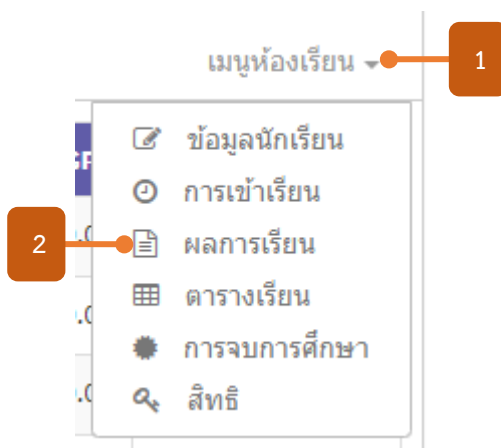 เมนูห้องเรียน
1
ข้อมูลนักเรียน
การเข้าเรียน
2
ผลการเรียน
ตารางเรียน
การจบการศึกษา
สิทธิ